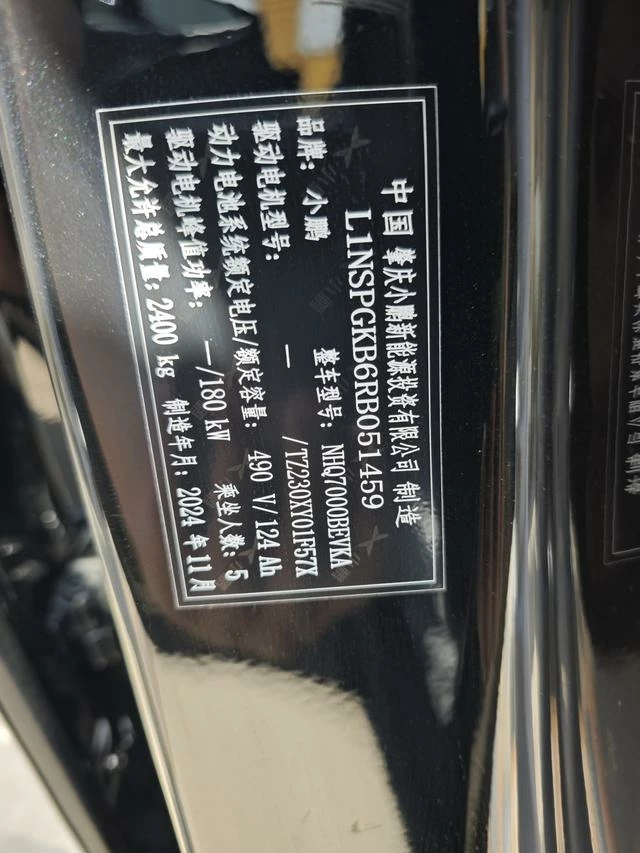 中国 肇庆小鹏新能源投资有限公司 制造
L1NSPGKB6RB051459
品牌：小鹏 整车型号：NHQ7000BEVKA
驱动电机型号： —/TZ230XY01F57X
动力电池系统额定电压/额定容量： 490 V/124 Ah
驱动电机峰值功率： —/180 kW 乘坐人数：5
最大允许总质量：2400 kg 制造年月：2024年11月